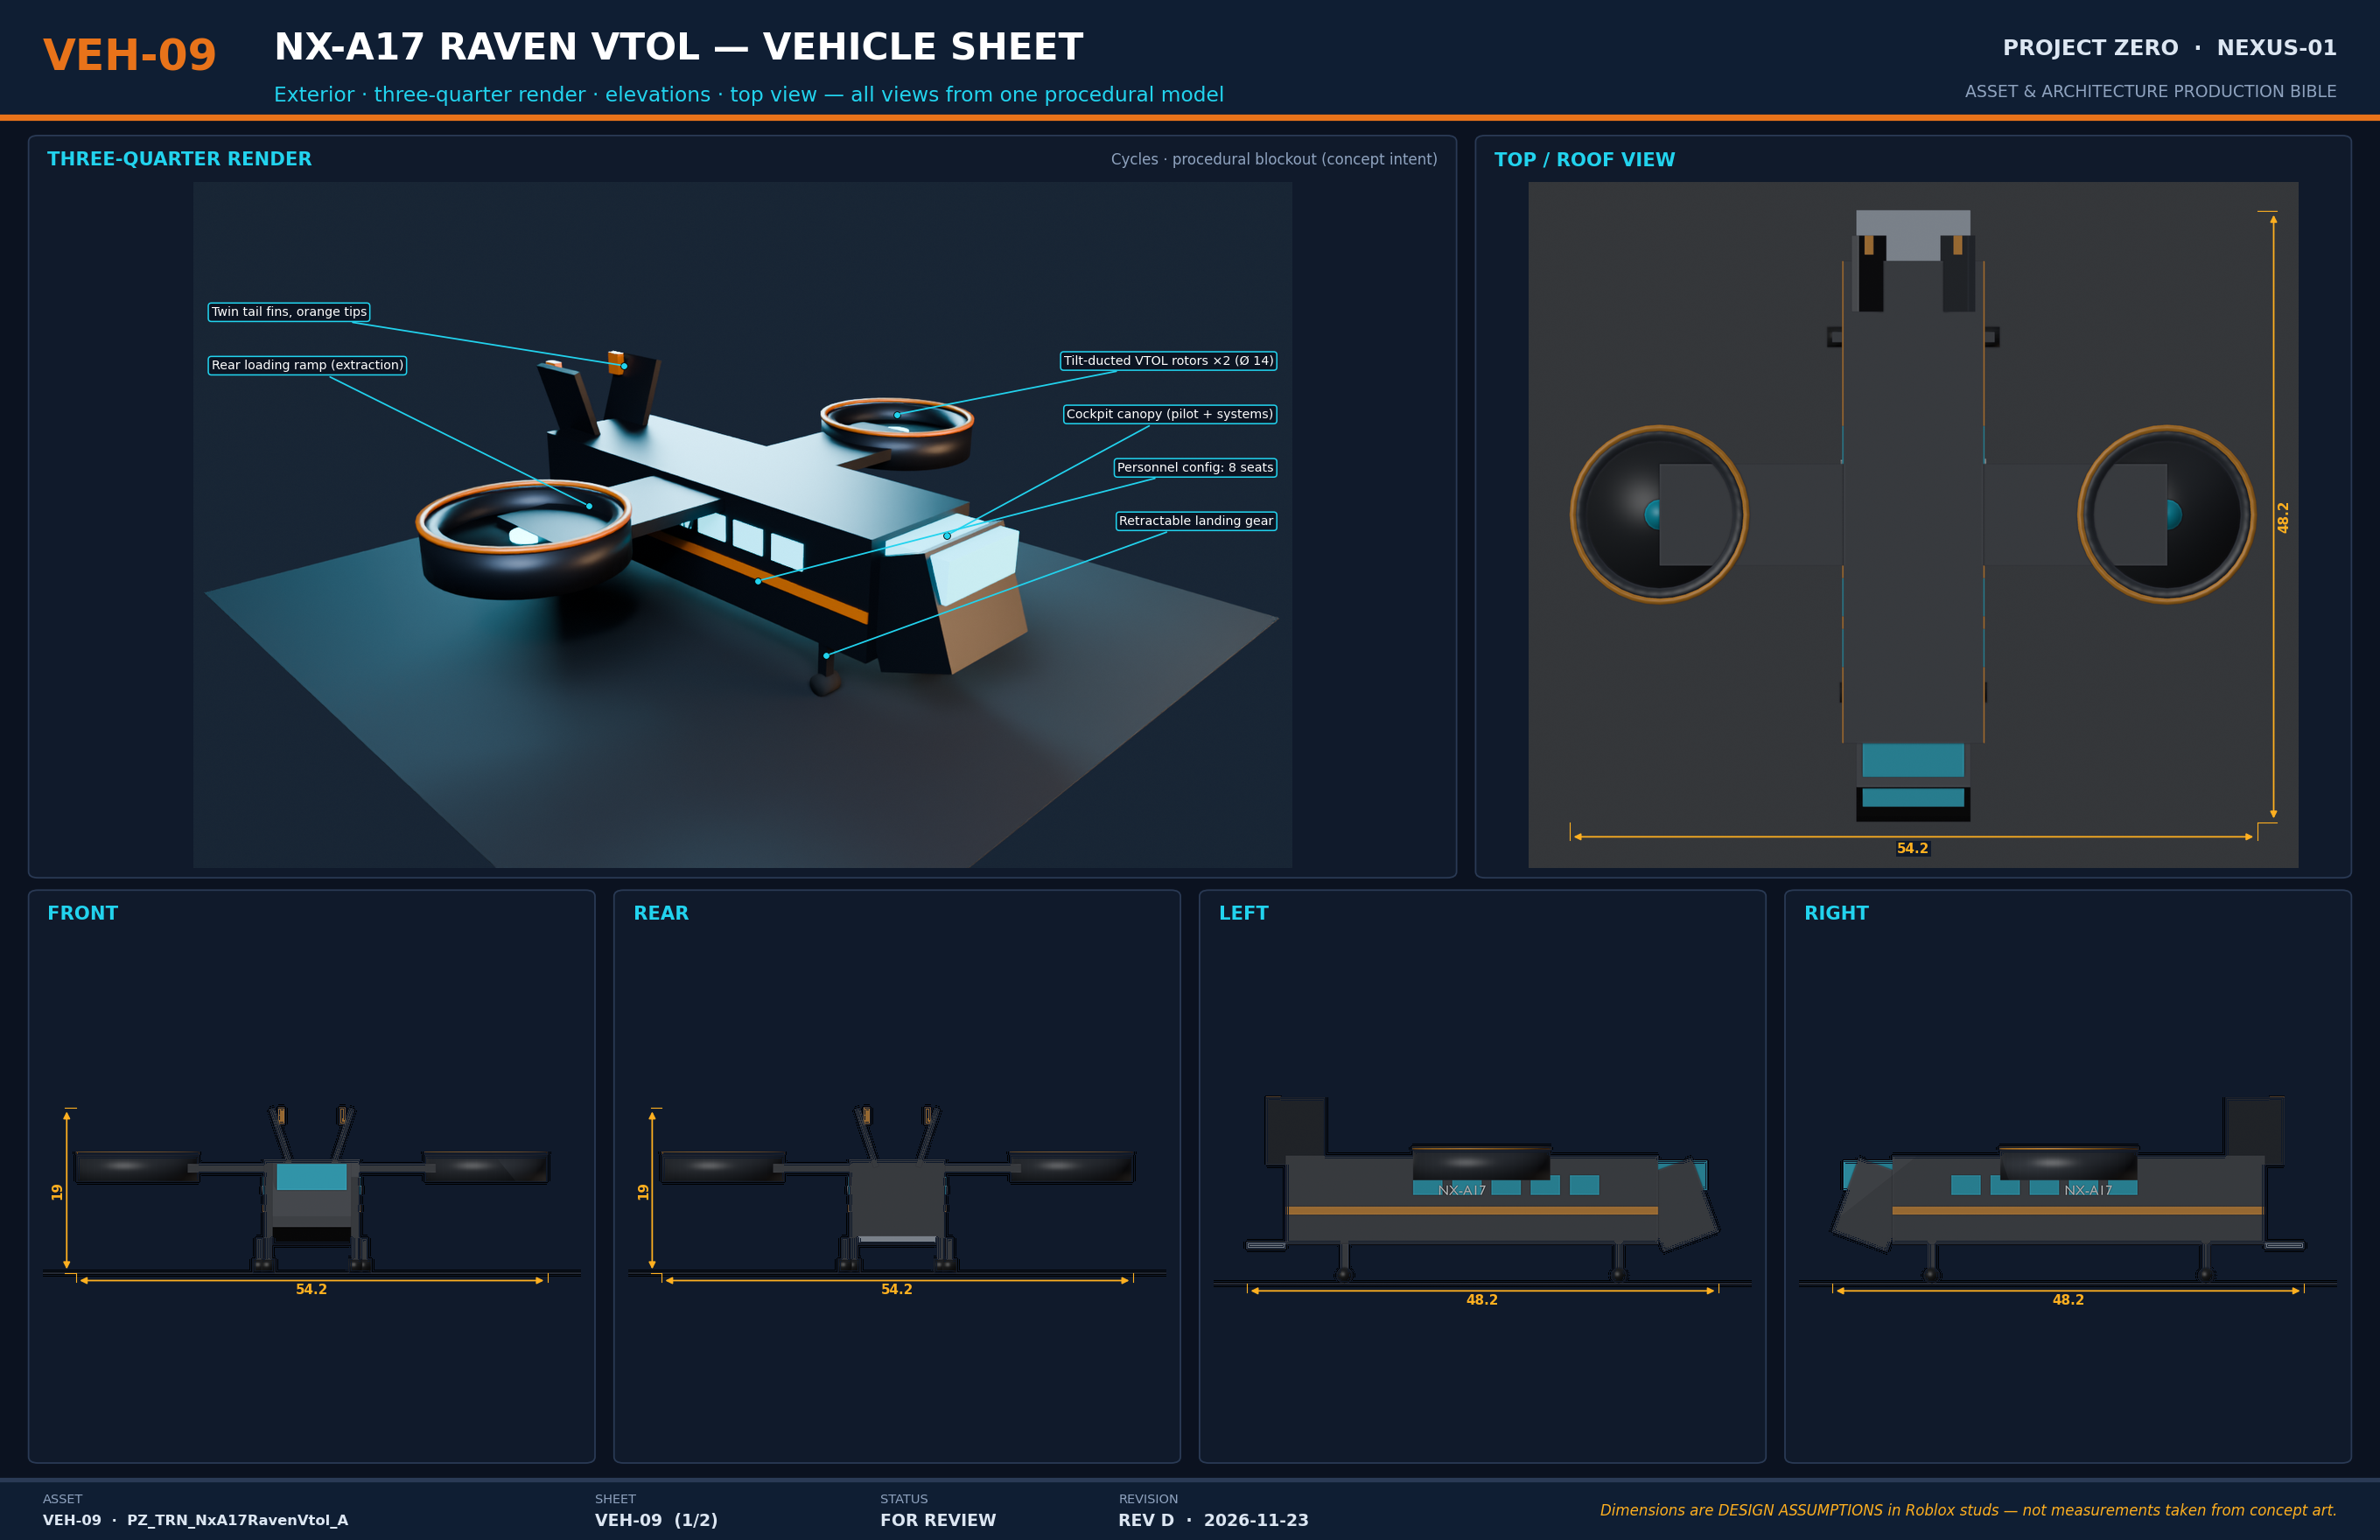 VEH-09
NX-A17 RAVEN VTOL — VEHICLE SHEET
Exterior · three-quarter render · elevations · top view — all views from one procedural model
PROJECT ZERO · NEXUS-01
ASSET & ARCHITECTURE PRODUCTION BIBLE
THREE-QUARTER RENDER
Cycles · procedural blockout (concept intent)
Twin tail fins, orange tips
Rear loading ramp (extraction)
Tilt-ducted VTOL rotors ×2 (Ø 14)
Cockpit canopy (pilot + systems)
Personnel config: 8 seats
Retractable landing gear
TOP / ROOF VIEW
48.2
54.2
FRONT
19
54.2
REAR
19
54.2
LEFT
NX-A17
48.2
RIGHT
NX-A17
48.2
ASSET
VEH-09 · PZ_TRN_NxA17RavenVtol_A
SHEET
VEH-09 (1/2)
STATUS
FOR REVIEW
REVISION
REV D · 2026-11-23
Dimensions are DESIGN ASSUMPTIONS in Roblox studs — not measurements taken from concept art.